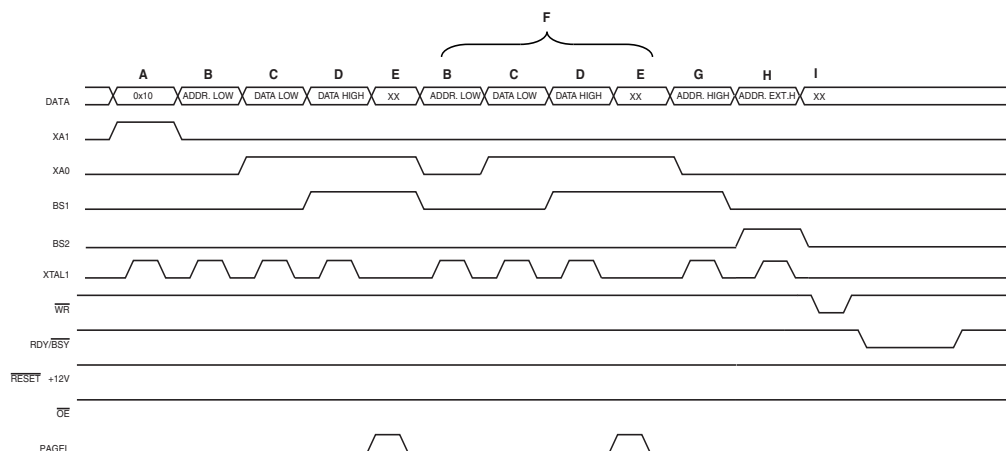 F
A B C D E B C D E G H I
DATA 0x10 ADDR. LOW DATA LOW DATA HIGH XX ADDR. LOW DATA LOW DATA HIGH XX ADDR. HIGH ADDR. EXT.H XX
XA1
XA0
BS1
BS2
XTAL1
WR
RDY/BSY
RESET +12V
OE
PAGEL